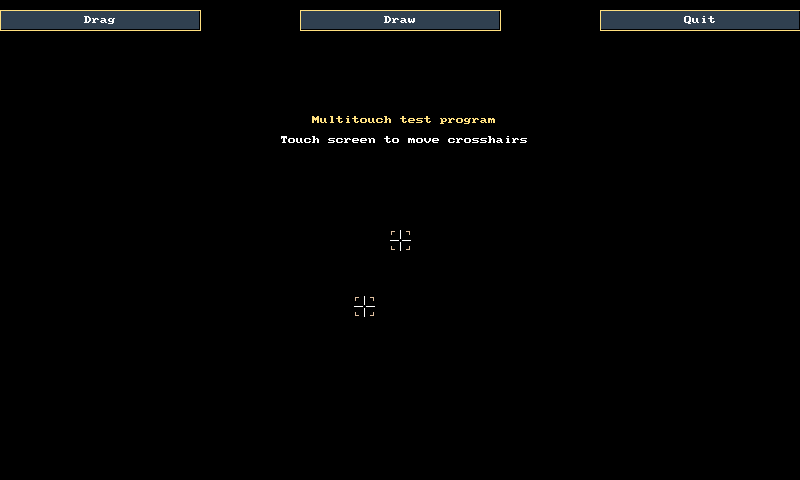 Drag
Draw
Quit
Multitouch test program
Touch screen to move crosshairs